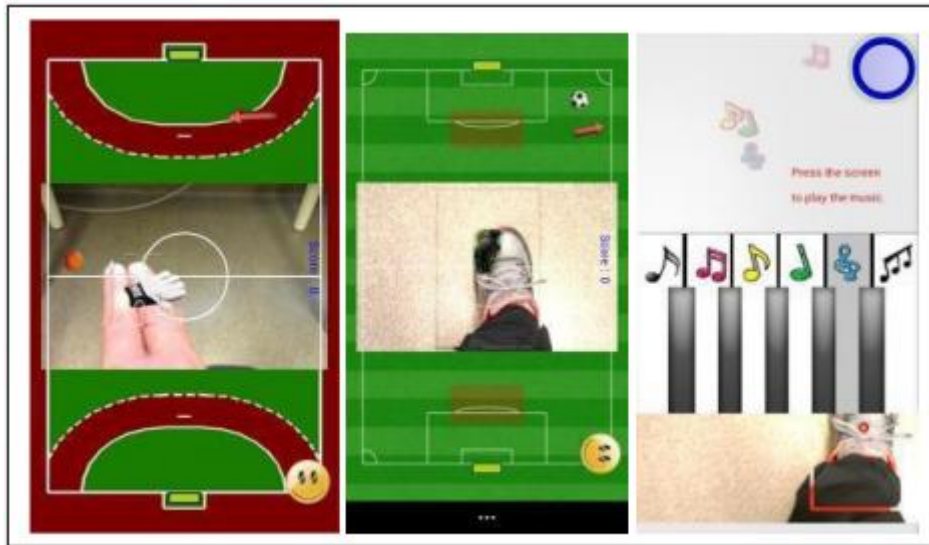 Score : 0
Score : 0
Press the screen
to play the music.